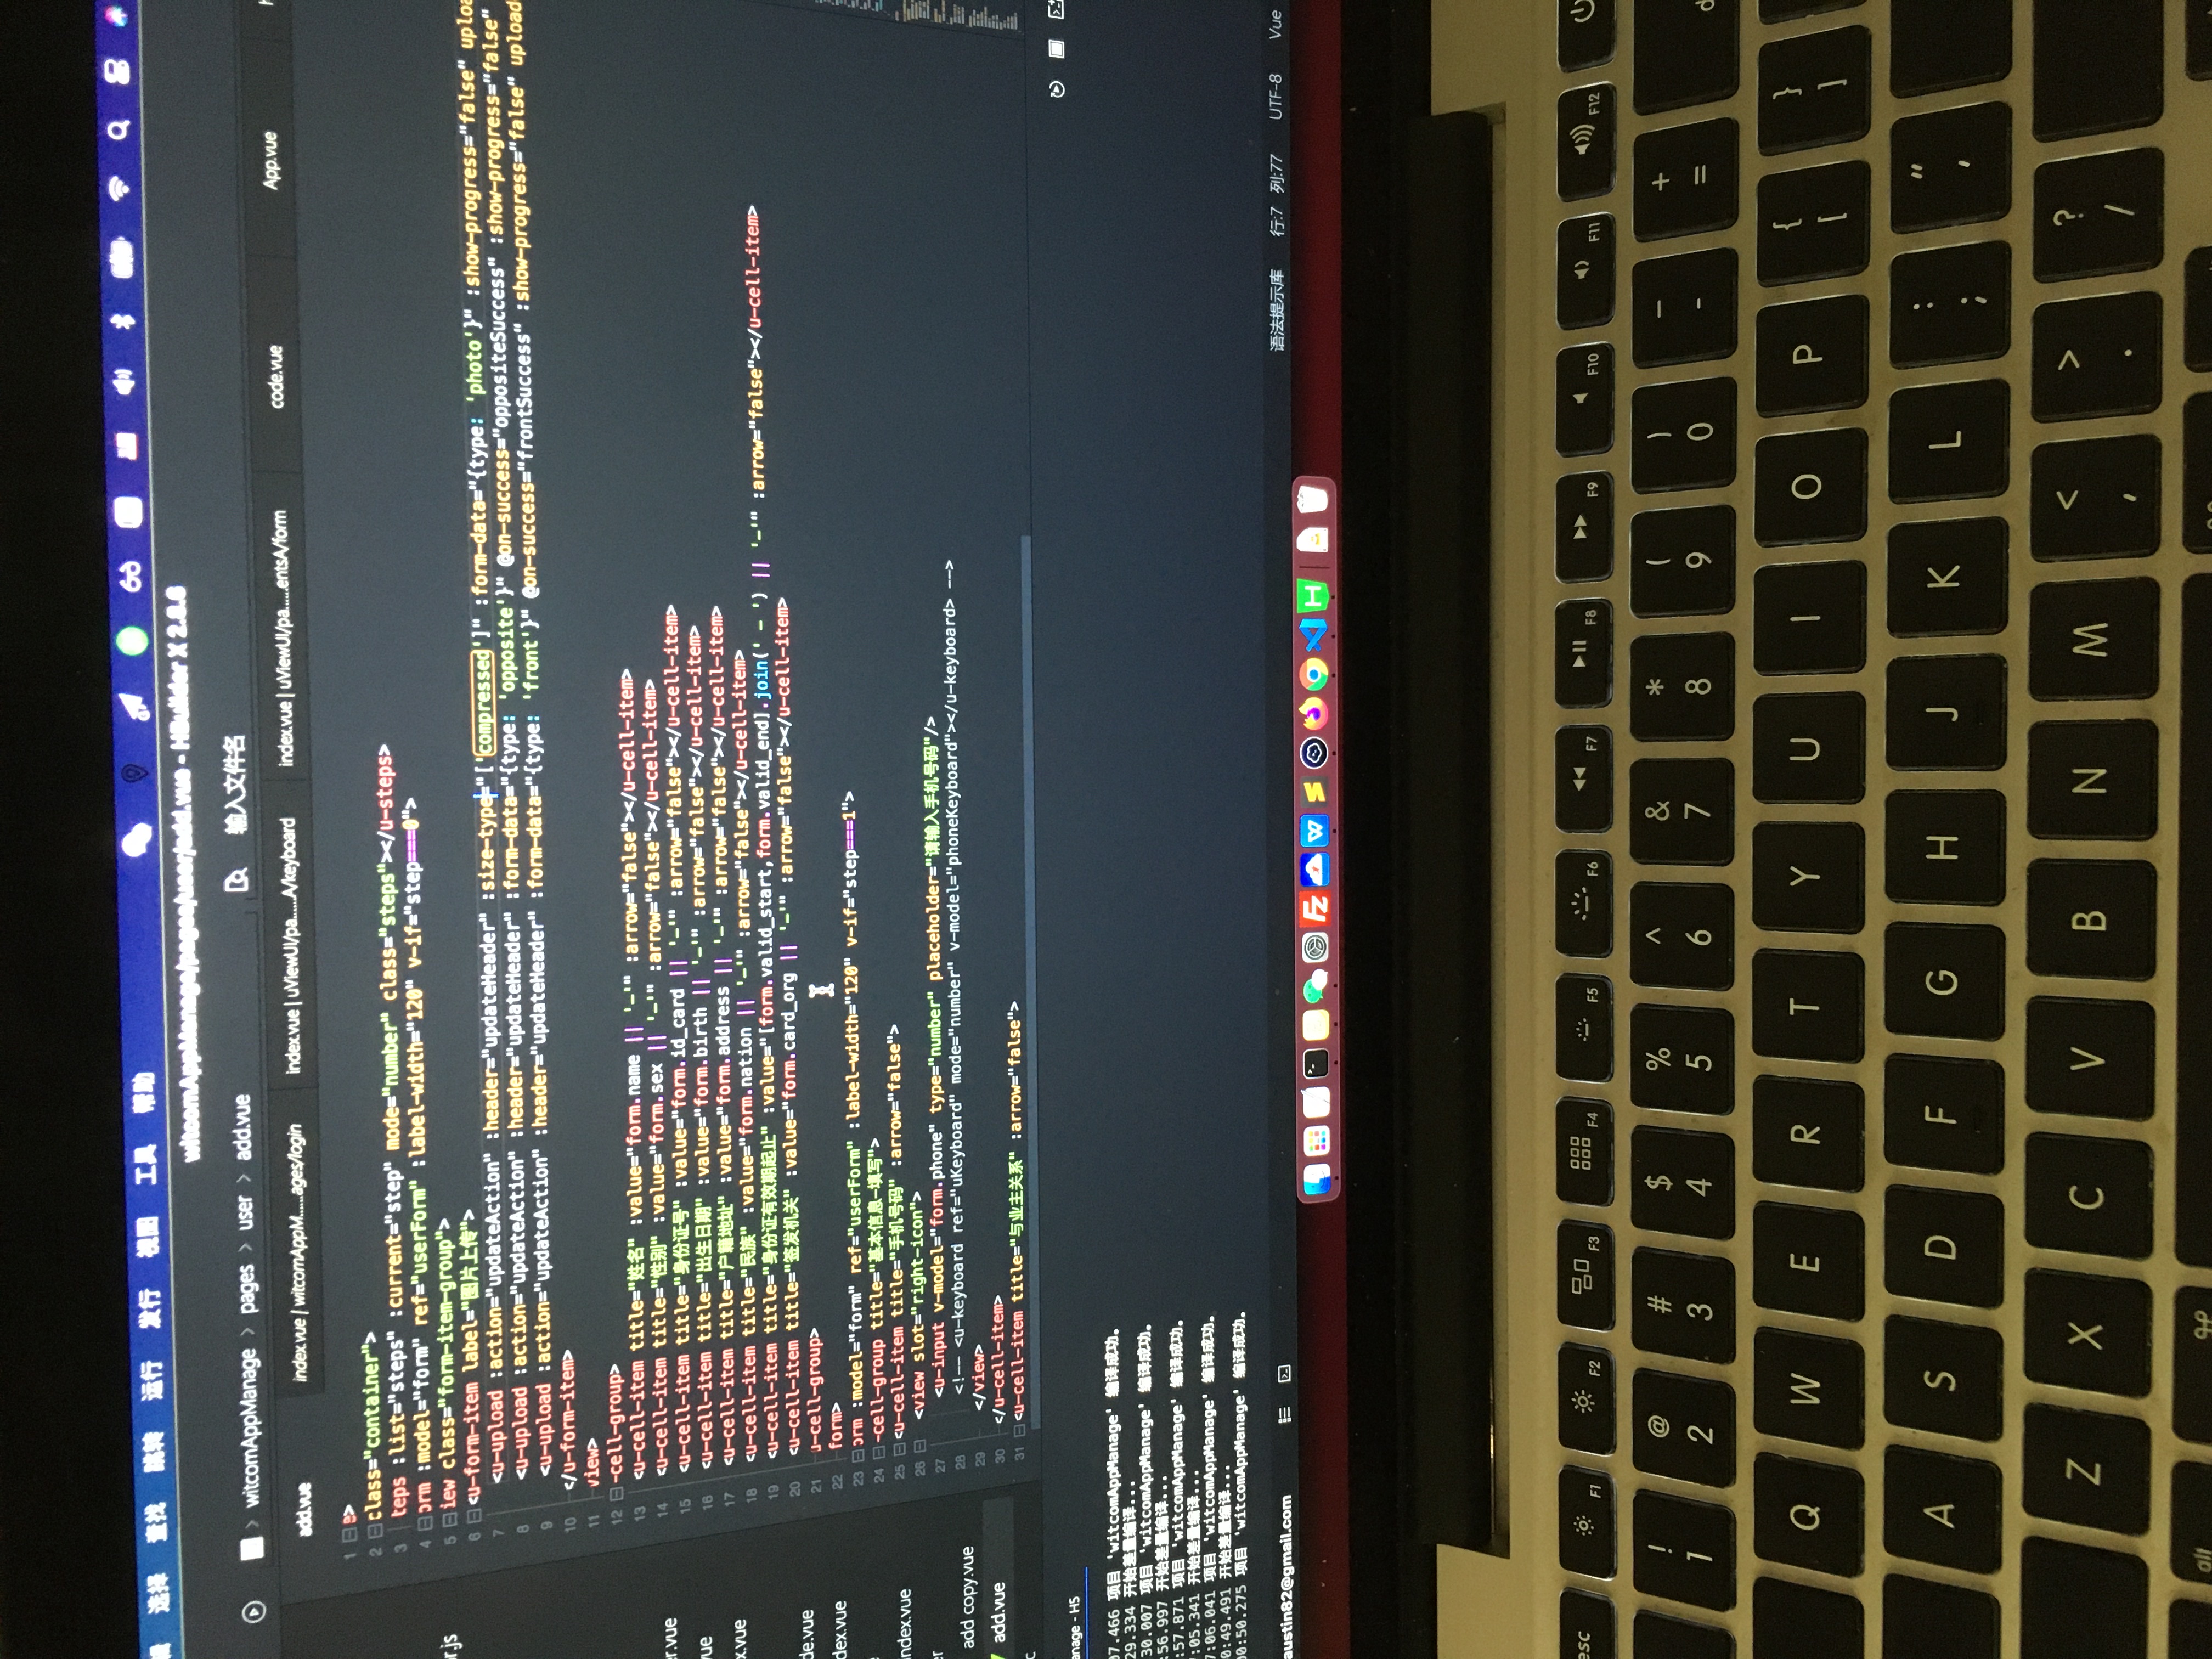 选择 查找 跳转 运行 发行 视图 工具 帮助
witcomAppManage/pages/user/add.vue - HBuilder X 2.8.6
witcomAppManage > pages > user > add.vue 输入文件名
add.vue index.vue | witcomAppM......ages/login index.vue | uViewUI/pa......A/keyboard index.vue | uViewUI/pa......entsA/form code.vue App.vue
1 e>
2 class="container">
3 teps :list="steps" :current="step" mode="number" class="steps"></u-steps>
4 orm :model="form" ref="userForm" :label-width="120" v-if="step===0">
5 iew class="form-item-group">
6 <u-form-item label="图片上传">
7 <u-upload :action="updateAction" :header="updateHeader" :size-type="['compressed']" :form-data="{type: 'photo'}" :show-progress="false" uploa
8 <u-upload :action="updateAction" :header="updateHeader" :form-data="{type: 'opposite'}" @on-success="oppositeSuccess" :show-progress="false"
9 <u-upload :action="updateAction" :header="updateHeader" :form-data="{type: 'front'}" @on-success="frontSuccess" :show-progress="false" upload
10 </u-form-item>
11 view>
12 -cell-group>
13 <u-cell-item title="姓名" :value="form.name || '-'" :arrow="false"></u-cell-item>
14 <u-cell-item title="性别" :value="form.sex || '-'" :arrow="false"></u-cell-item>
15 <u-cell-item title="身份证号" :value="form.id_card || '-'" :arrow="false"></u-cell-item>
16 <u-cell-item title="出生日期" :value="form.birth || '-'" :arrow="false"></u-cell-item>
17 <u-cell-item title="户籍地址" :value="form.address || '-'" :arrow="false"></u-cell-item>
18 <u-cell-item title="民族" :value="form.nation || '-'" :arrow="false"></u-cell-item>
19 <u-cell-item title="身份证有效期起止" :value="[form.valid_start,form.valid_end].join(' - ') || '-'" :arrow="false"></u-cell-item>
20 <u-cell-item title="签发机关" :value="form.card_org || '-'" :arrow="false"></u-cell-item>
21 u-cell-group>
22 form>
23 orm :model="form" ref="userForm" :label-width="120" v-if="step===1">
24 -cell-group title="基本信息-填写">
25 <u-cell-item title="手机号码" :arrow="false">
26 <view slot="right-icon">
27 <u-input v-model="form.phone" type="number" placeholder="请输入手机号码"/>
28 <!-- <u-keyboard ref="uKeyboard" mode="number" v-model="phoneKeyboard"></u-keyboard> -->
29 </view>
30 </u-cell-item>
31 <u-cell-item title="与业主关系" :arrow="false">
r.js
r.vue
ue
x.vue
de.vue
dex.vue
e
ndex.vue
er
add copy.vue
add.vue
c
anage - H5
07.466 项目 'witcomAppManage' 编译成功。
29.334 开始差量编译...
30.007 项目 'witcomAppManage' 编译成功。
:56.997 开始差量编译...
:57.871 项目 'witcomAppManage' 编译成功。
7:05.341 开始差量编译...
7:06.041 项目 'witcomAppManage' 编译成功。
0:49.491 开始差量编译...
00:50.275 项目 'witcomAppManage' 编译成功。
austin82@gmail.com 语法提示库 行:7 列:77 UTF-8 Vue
FZ W H
esc F1 F2 F3 F4 F5 F6 F7 F8 F9 F10 F11 F12
! @ # $ % ^ & * ( ) — +
1 2 3 4 5 6 7 8 9 0 - = d
Q W E R T Y U I O P { }
[ ]
A S D F G H J K L : "
; '
Z X C V B N M < > ?
, . /
alt ⌘